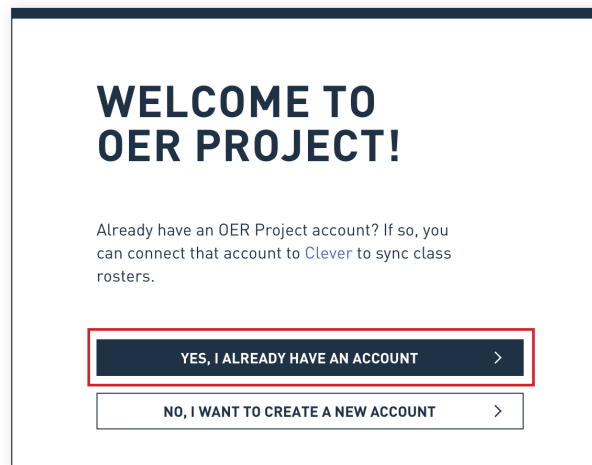 WELCOME TO
OER PROJECT!
Already have an OER Project account? If so, you
can connect that account to Clever to sync class
rosters.
YES, I ALREADY HAVE AN ACCOUNT
NO, I WANT TO CREATE A NEW ACCOUNT